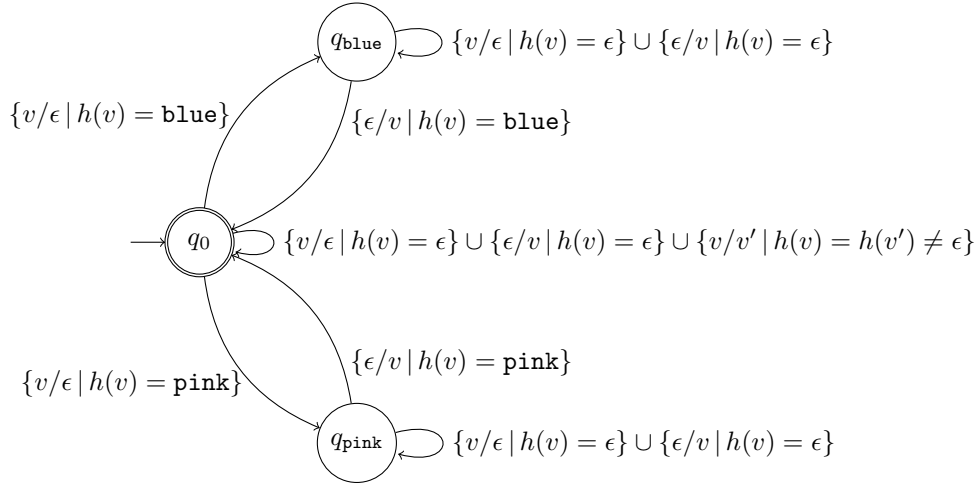 q_blue {v/ϵ | h(v) = ϵ} ∪ {ϵ/v | h(v) = ϵ}
{v/ϵ | h(v) = blue} {ϵ/v | h(v) = blue}
q_0 {v/ϵ | h(v) = ϵ} ∪ {ϵ/v | h(v) = ϵ} ∪ {v/v′ | h(v) = h(v′) ≠ ϵ}
{v/ϵ | h(v) = pink} {ϵ/v | h(v) = pink}
q_pink {v/ϵ | h(v) = ϵ} ∪ {ϵ/v | h(v) = ϵ}